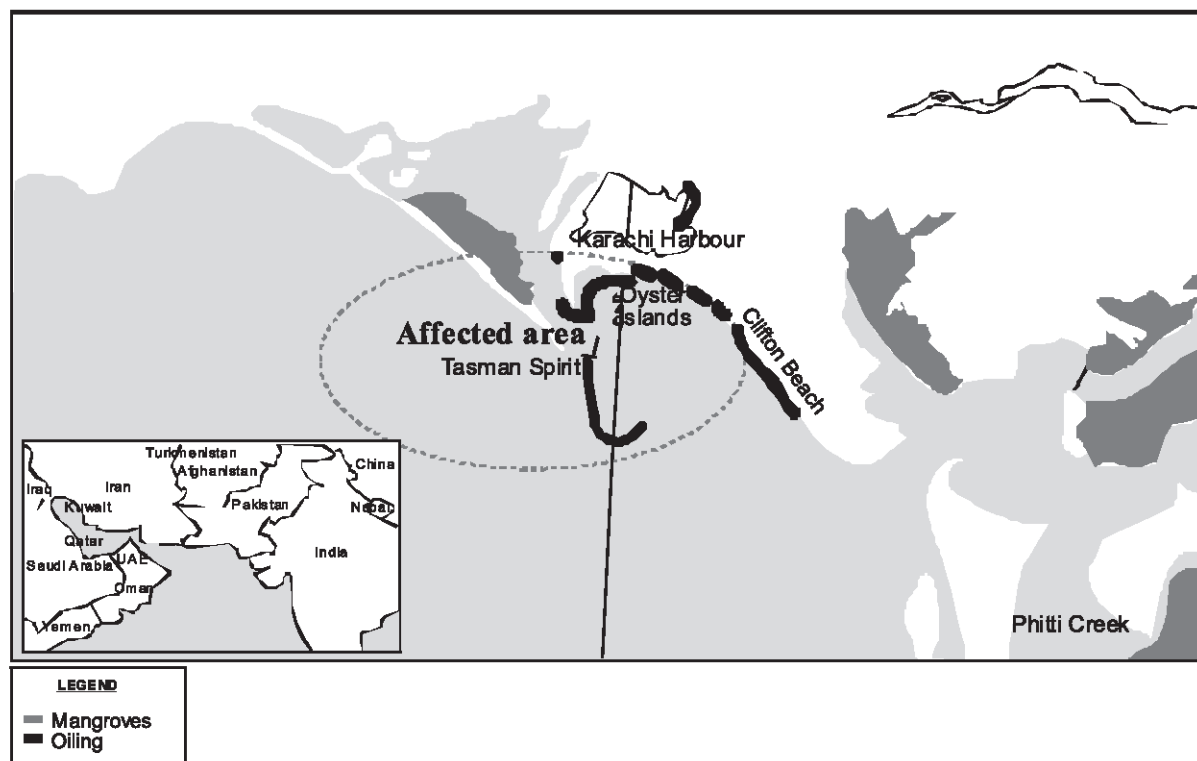 Karachi Harbour
Oyster
islands
Affected area
Tasman Spirit
Clifton Beach
Turkmenistan
Afghanistan
China
Iraq
Iran
Kuwait
Pakistan
Nepal
Qatar
India
Saudi Arabia
UAE
Oman
Yemen
Phitti Creek
LEGEND
Mangroves
Oiling